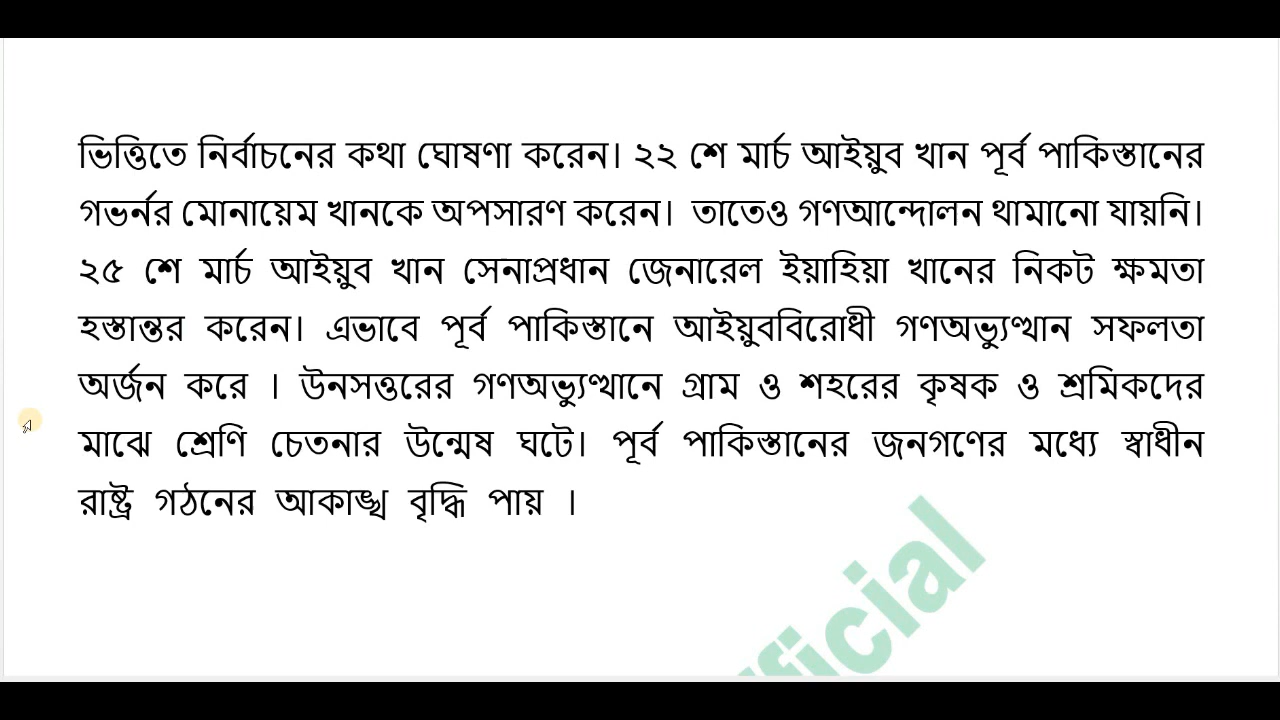 ভিত্তিতে নির্বাচনের কথা ঘোষণা করেন। ২২ শে মার্চ আইয়ুব খান পূর্ব পাকিস্তানের
গভর্নর মোনায়েম খানকে অপসারণ করেন। তাতেও গণআন্দোলন থামানো যায়নি।
২৫ শে মার্চ আইয়ুব খান সেনাপ্রধান জেনারেল ইয়াহিয়া খানের নিকট ক্ষমতা
হস্তান্তর করেন। এভাবে পূর্ব পাকিস্তানে আইয়ুববিরোধী গণঅভ্যুত্থান সফলতা
অর্জন করে । উনসত্তরের গণঅভ্যুত্থানে গ্রাম ও শহরের কৃষক ও শ্রমিকদের
মাঝে শ্রেণি চেতনার উন্মেষ ঘটে। পূর্ব পাকিস্তানের জনগণের মধ্যে স্বাধীন
রাষ্ট্র গঠনের আকাঙ্খ বৃদ্ধি পায় ।